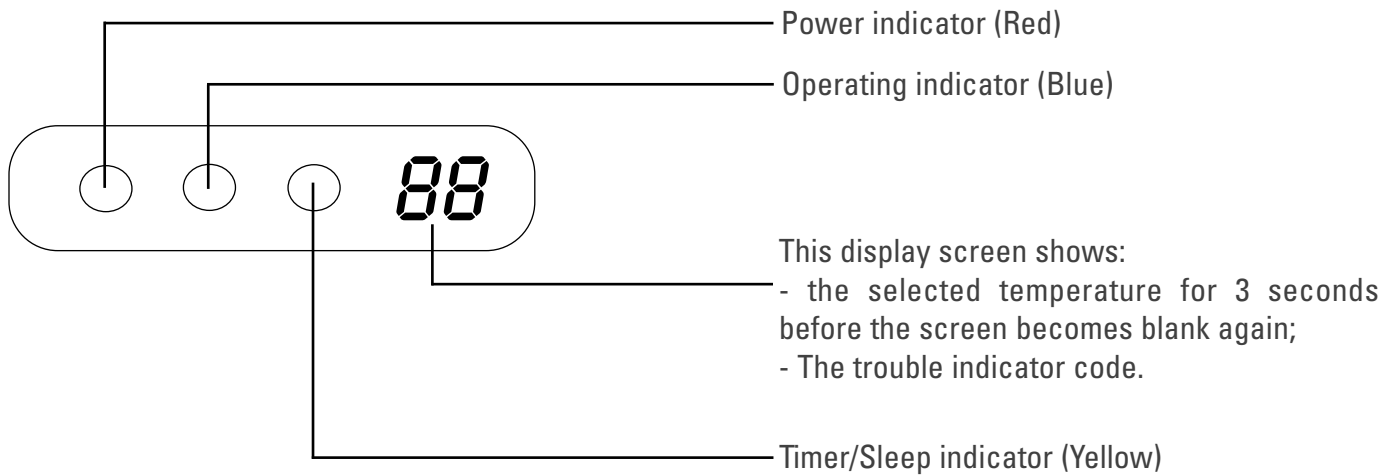 Power indicator (Red)
Operating indicator (Blue)
88
This display screen shows:
- the selected temperature for 3 seconds
before the screen becomes blank again;
- The trouble indicator code.
Timer/Sleep indicator (Yellow)